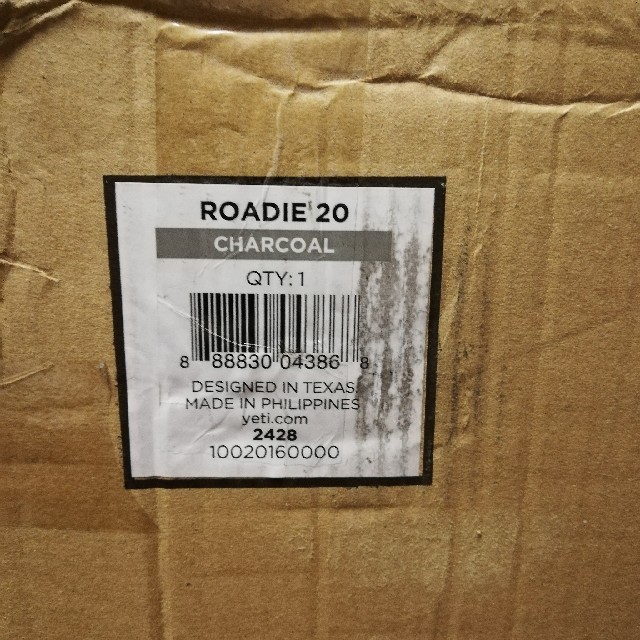 ROADIE 20
CHARCOAL
QTY: 1
8 88830 04386 8
DESIGNED IN TEXAS
MADE IN PHILIPPINES
yeti.com
2428
10020160000